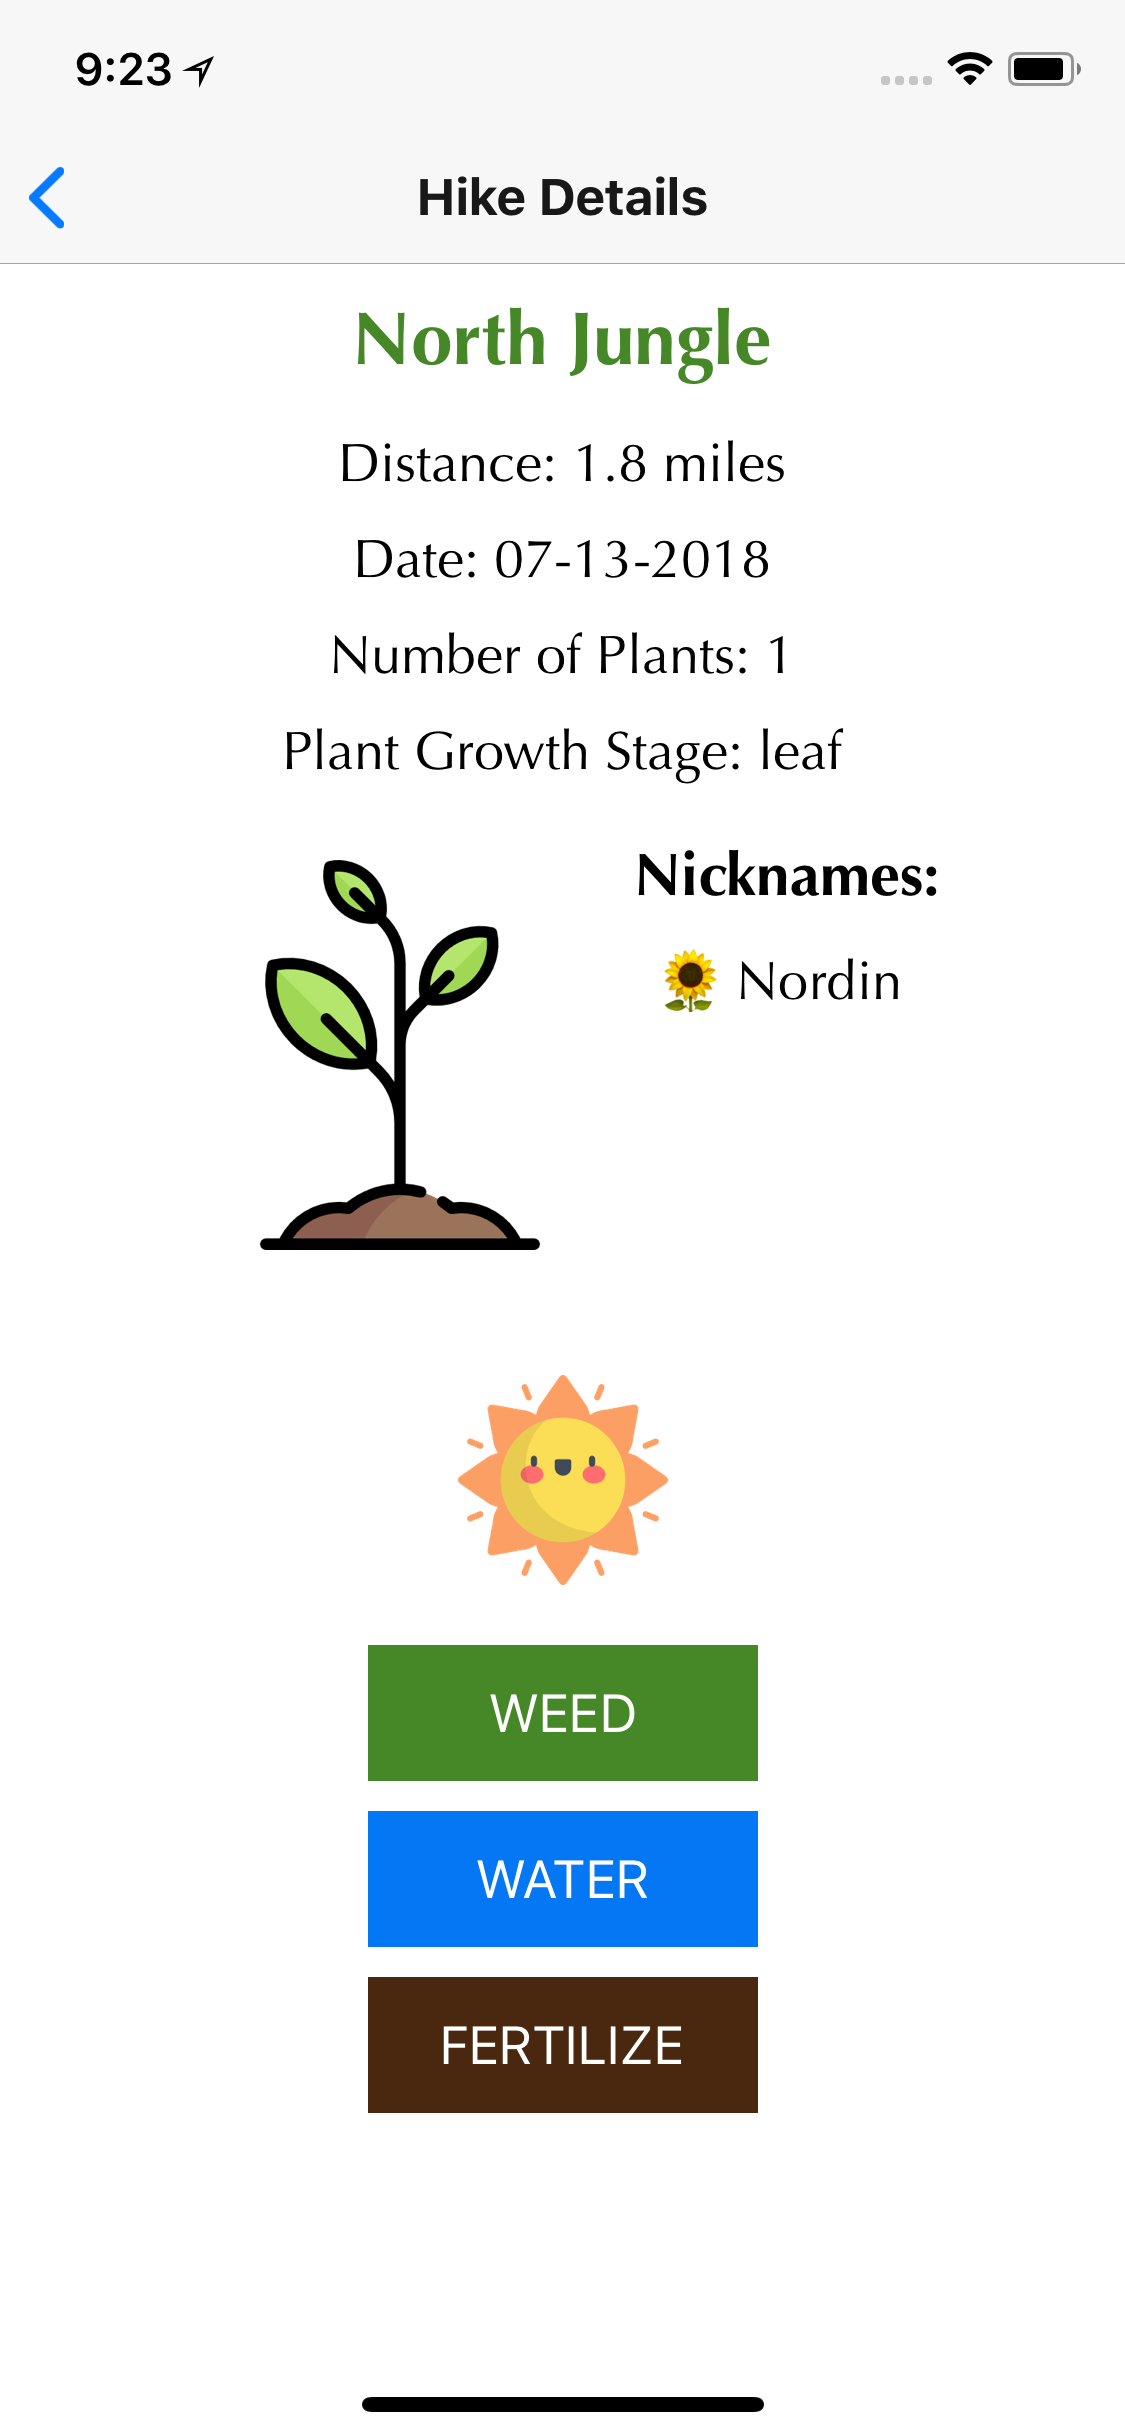 9:23
Hike Details
North Jungle
Distance: 1.8 miles
Date: 07-13-2018
Number of Plants: 1
Plant Growth Stage: leaf
Nicknames:
🌻 Nordin
WEED
WATER
FERTILIZE